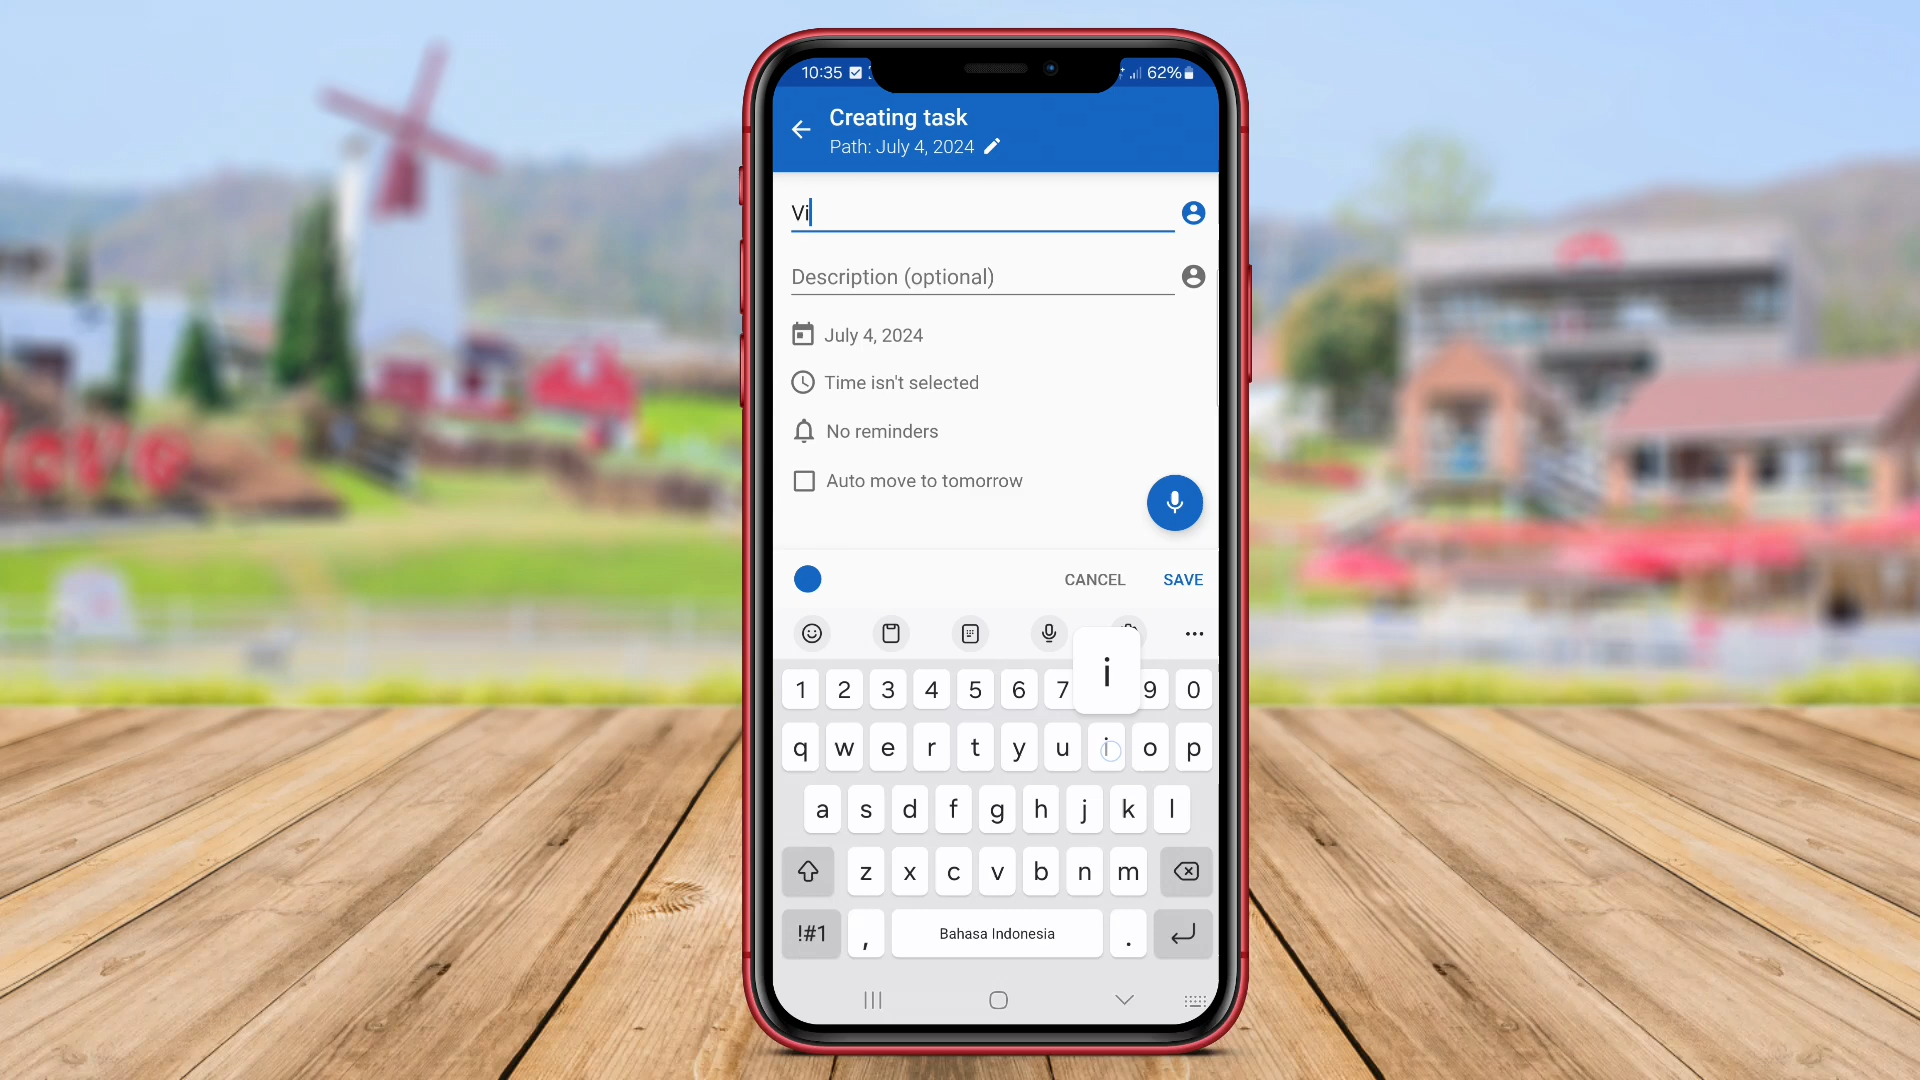 10:35
62%
Creating task
Path: July 4, 2024
Vi
Description (optional)
July 4, 2024
Time isn't selected
No reminders
Auto move to tomorrow
CANCEL SAVE
i
1 2 3 4 5 6 7 9 0
q w e r t y u i o p
a s d f g h j k l
z x c v b n m
!#1 , Bahasa Indonesia .